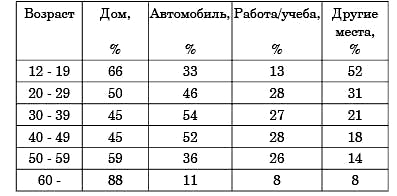 Возраст Дом, % Автомобиль, % Работа/учеба, % Другие места, %
12 - 19 66 33 13 52
20 - 29 50 46 28 31
30 - 39 45 54 27 21
40 - 49 45 52 28 18
50 - 59 59 36 26 14
60 - 88 11 8 8